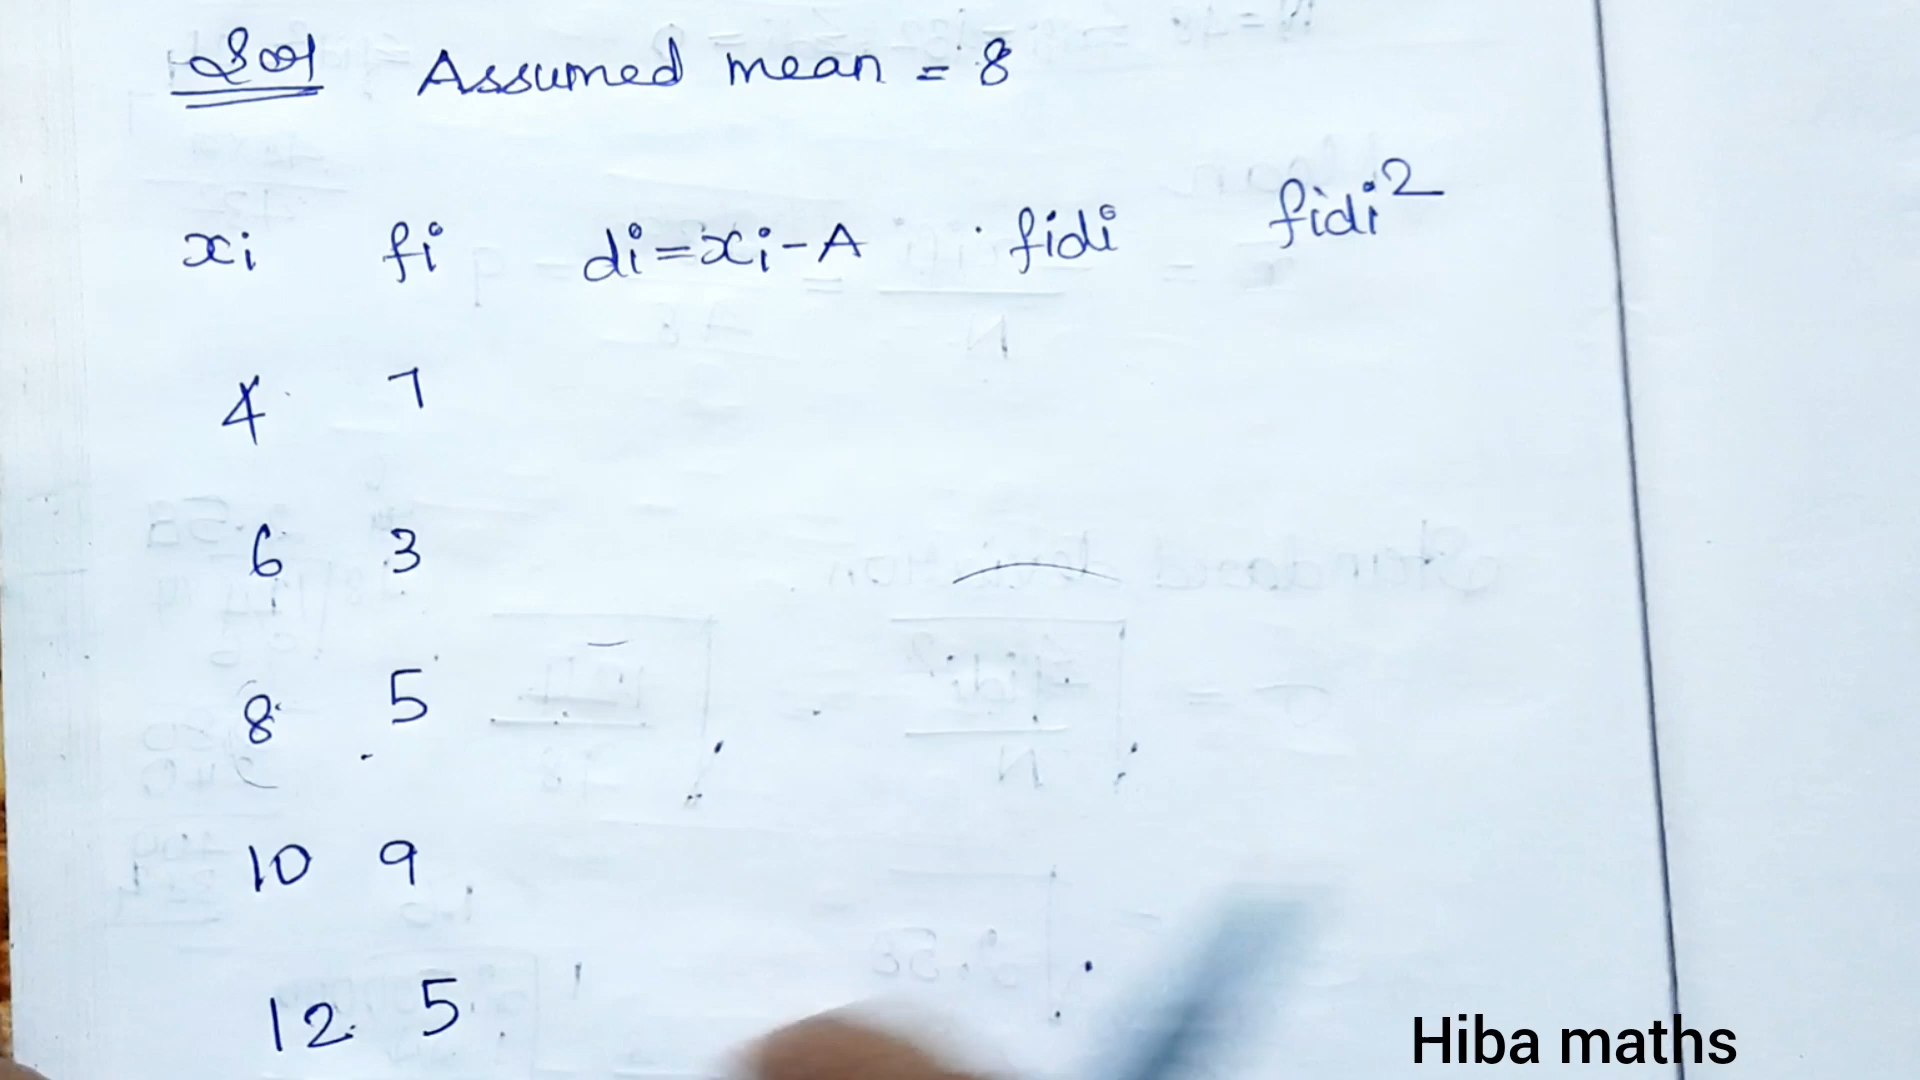 Sol Assumed mean = 8
xi fi di=xi-A fidi fidi²
4 7
6 3
8 5
10 9
12 5
Hiba maths